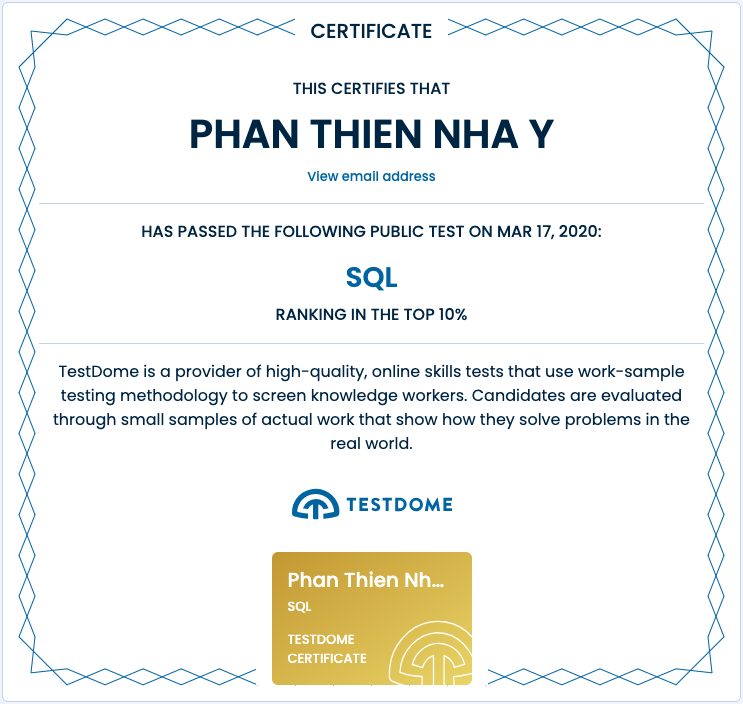 CERTIFICATE
THIS CERTIFIES THAT
PHAN THIEN NHA Y
View email address
HAS PASSED THE FOLLOWING PUBLIC TEST ON MAR 17, 2020:
SQL
RANKING IN THE TOP 10%
TestDome is a provider of high-quality, online skills tests that use work-sample
testing methodology to screen knowledge workers. Candidates are evaluated
through small samples of actual work that show how they solve problems in the
real world.
TESTDOME
Phan Thien Nh...
SQL
TESTDOME
CERTIFICATE